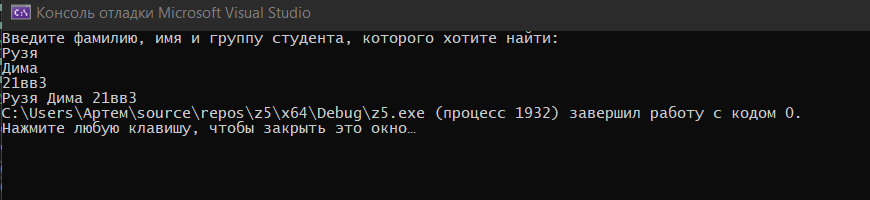 Консоль отладки Microsoft Visual Studio
Введите фамилию, имя и группу студента, которого хотите найти:
Рузя
Дима
21вв3
Рузя Дима 21вв3
C:\Users\Артем\source\repos\z5\x64\Debug\z5.exe (процесс 1932) завершил работу с кодом 0.
Нажмите любую клавишу, чтобы закрыть это окно…